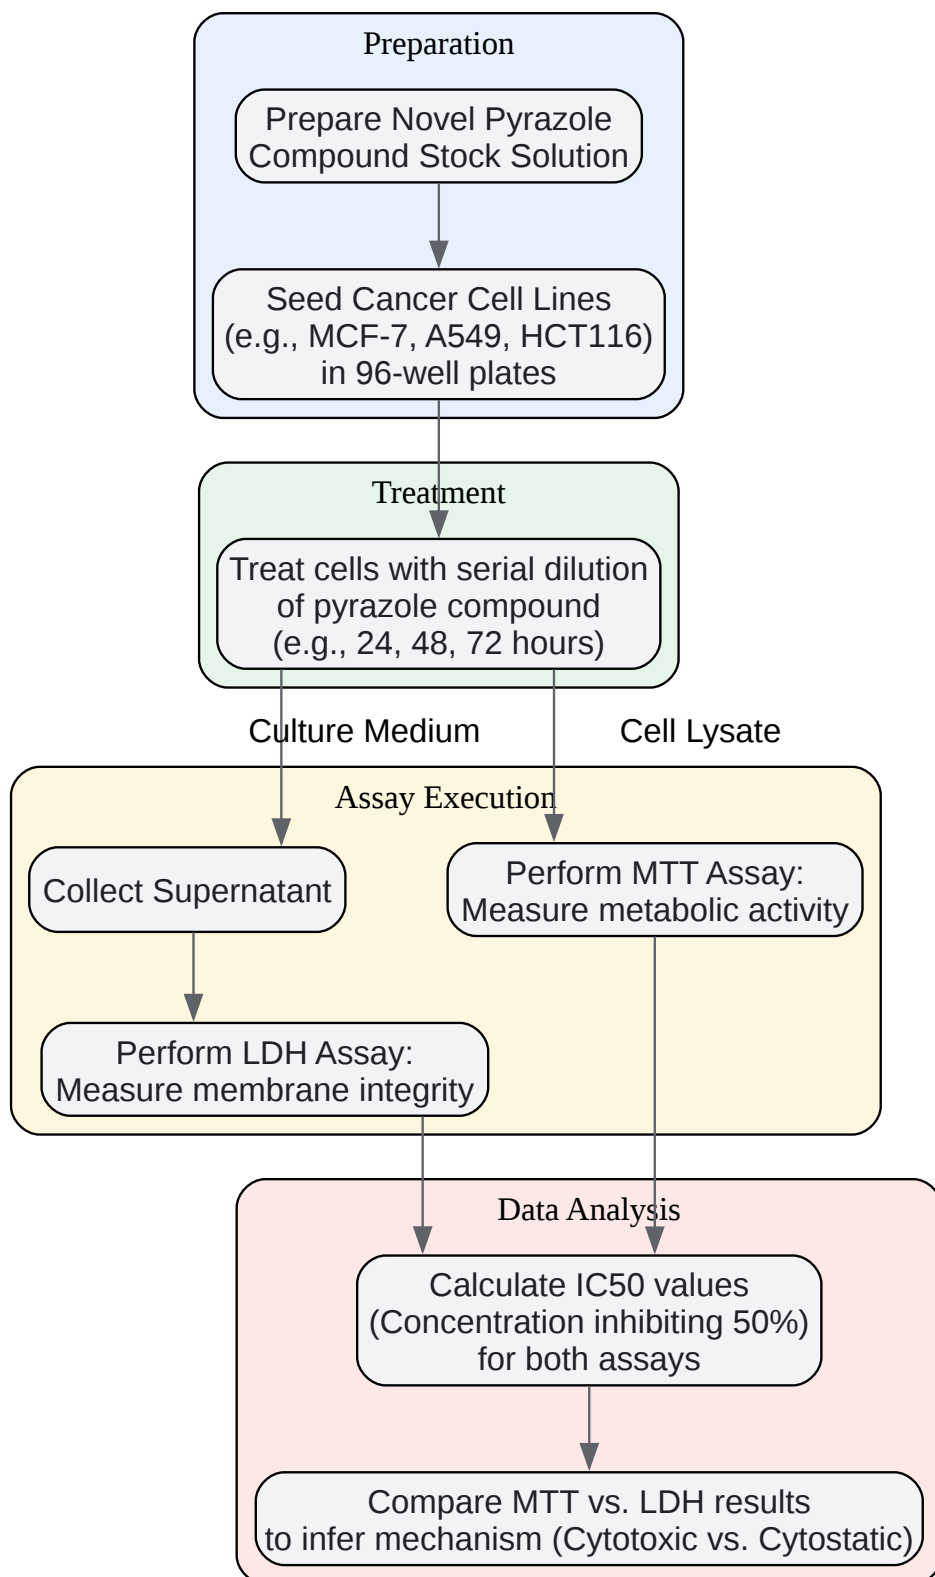 Preparation
Prepare Novel Pyrazole
Compound Stock Solution
Seed Cancer Cell Lines
(e.g., MCF-7, A549, HCT116)
in 96-well plates
Treatment
Treat cells with serial dilution
of pyrazole compound
(e.g., 24, 48, 72 hours)
Culture Medium
Cell Lysate
Assay Execution
Collect Supernatant
Perform MTT Assay:
Measure metabolic activity
Perform LDH Assay:
Measure membrane integrity
Data Analysis
Calculate IC50 values
(Concentration inhibiting 50%)
for both assays
Compare MTT vs. LDH results
to infer mechanism (Cytotoxic vs. Cytostatic)